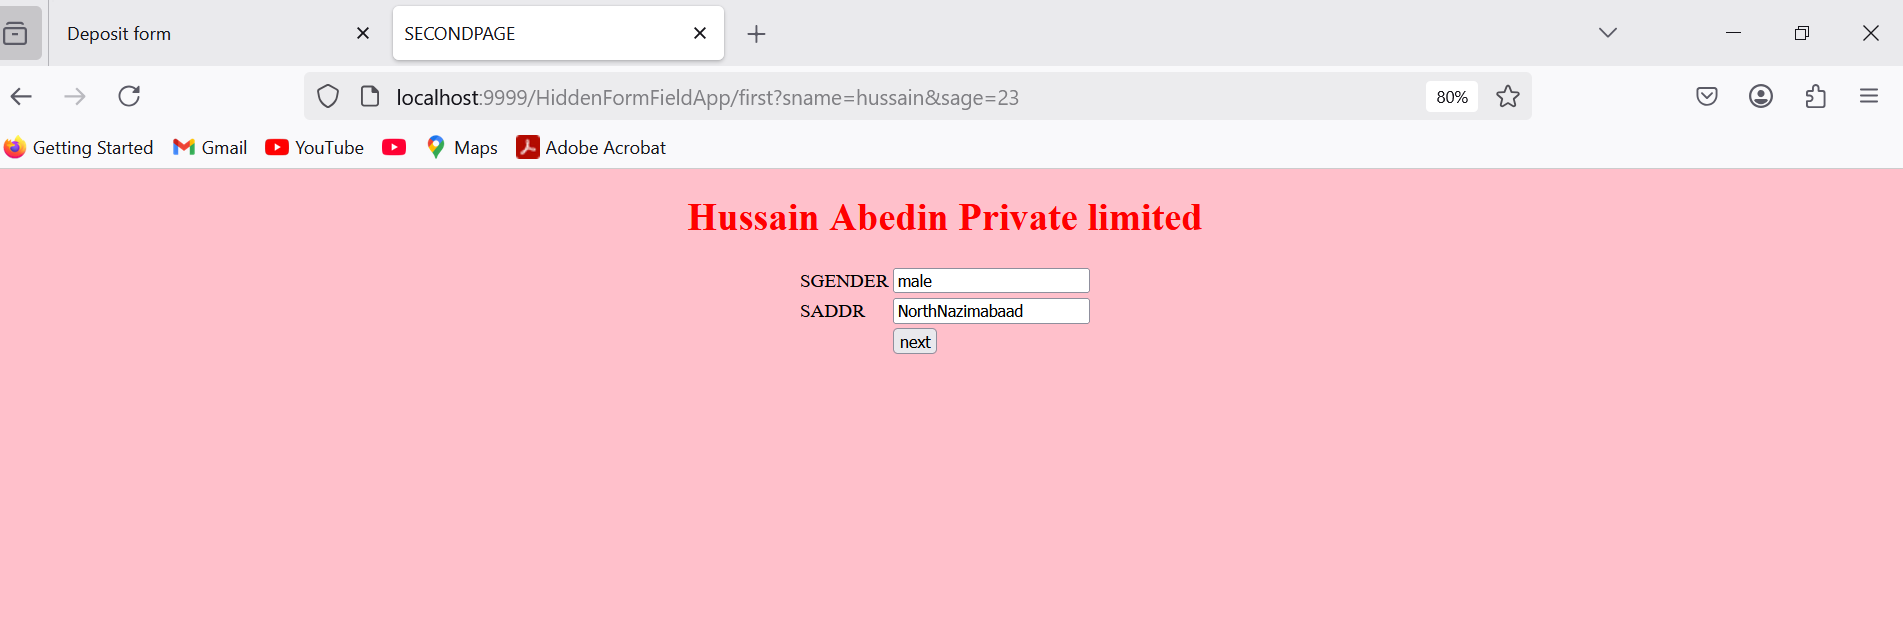 Deposit form
SECONDPAGE
localhost:9999/HiddenFormFieldApp/first?sname=hussain&sage=23
80%
Getting Started
Gmail
YouTube
Maps
Adobe Acrobat
Hussain Abedin Private limited
SGENDER male
SADDR NorthNazimabaad
next